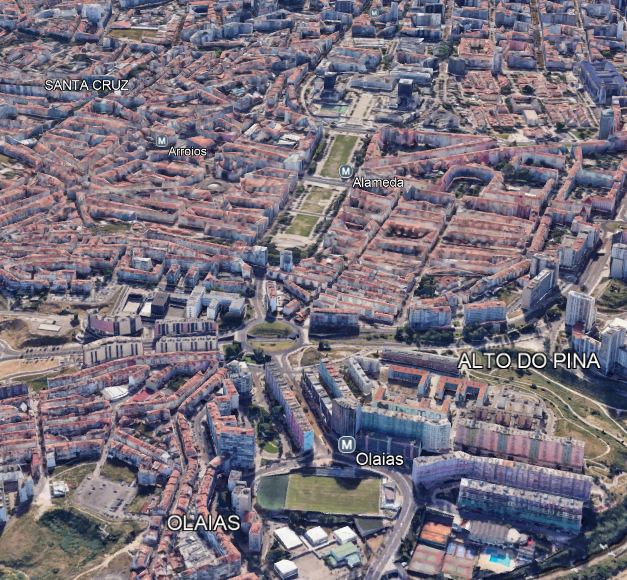 SANTA CRUZ
M
Arroios
M
Alameda
ALTO DO PINA
M
Olaias
OLAIAS